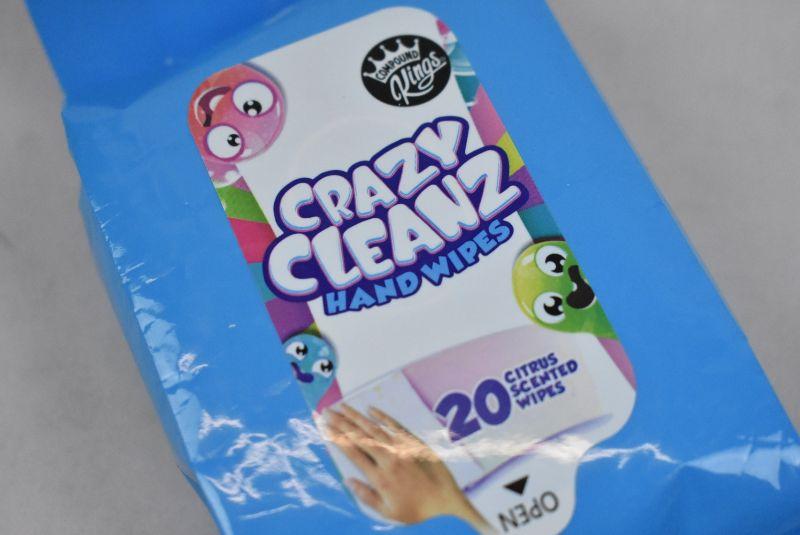 COMPOUND
Kings
CRAZY
CLEANZ
HAND WIPES
20
CITRUS
SCENTED
WIPES
OPEN